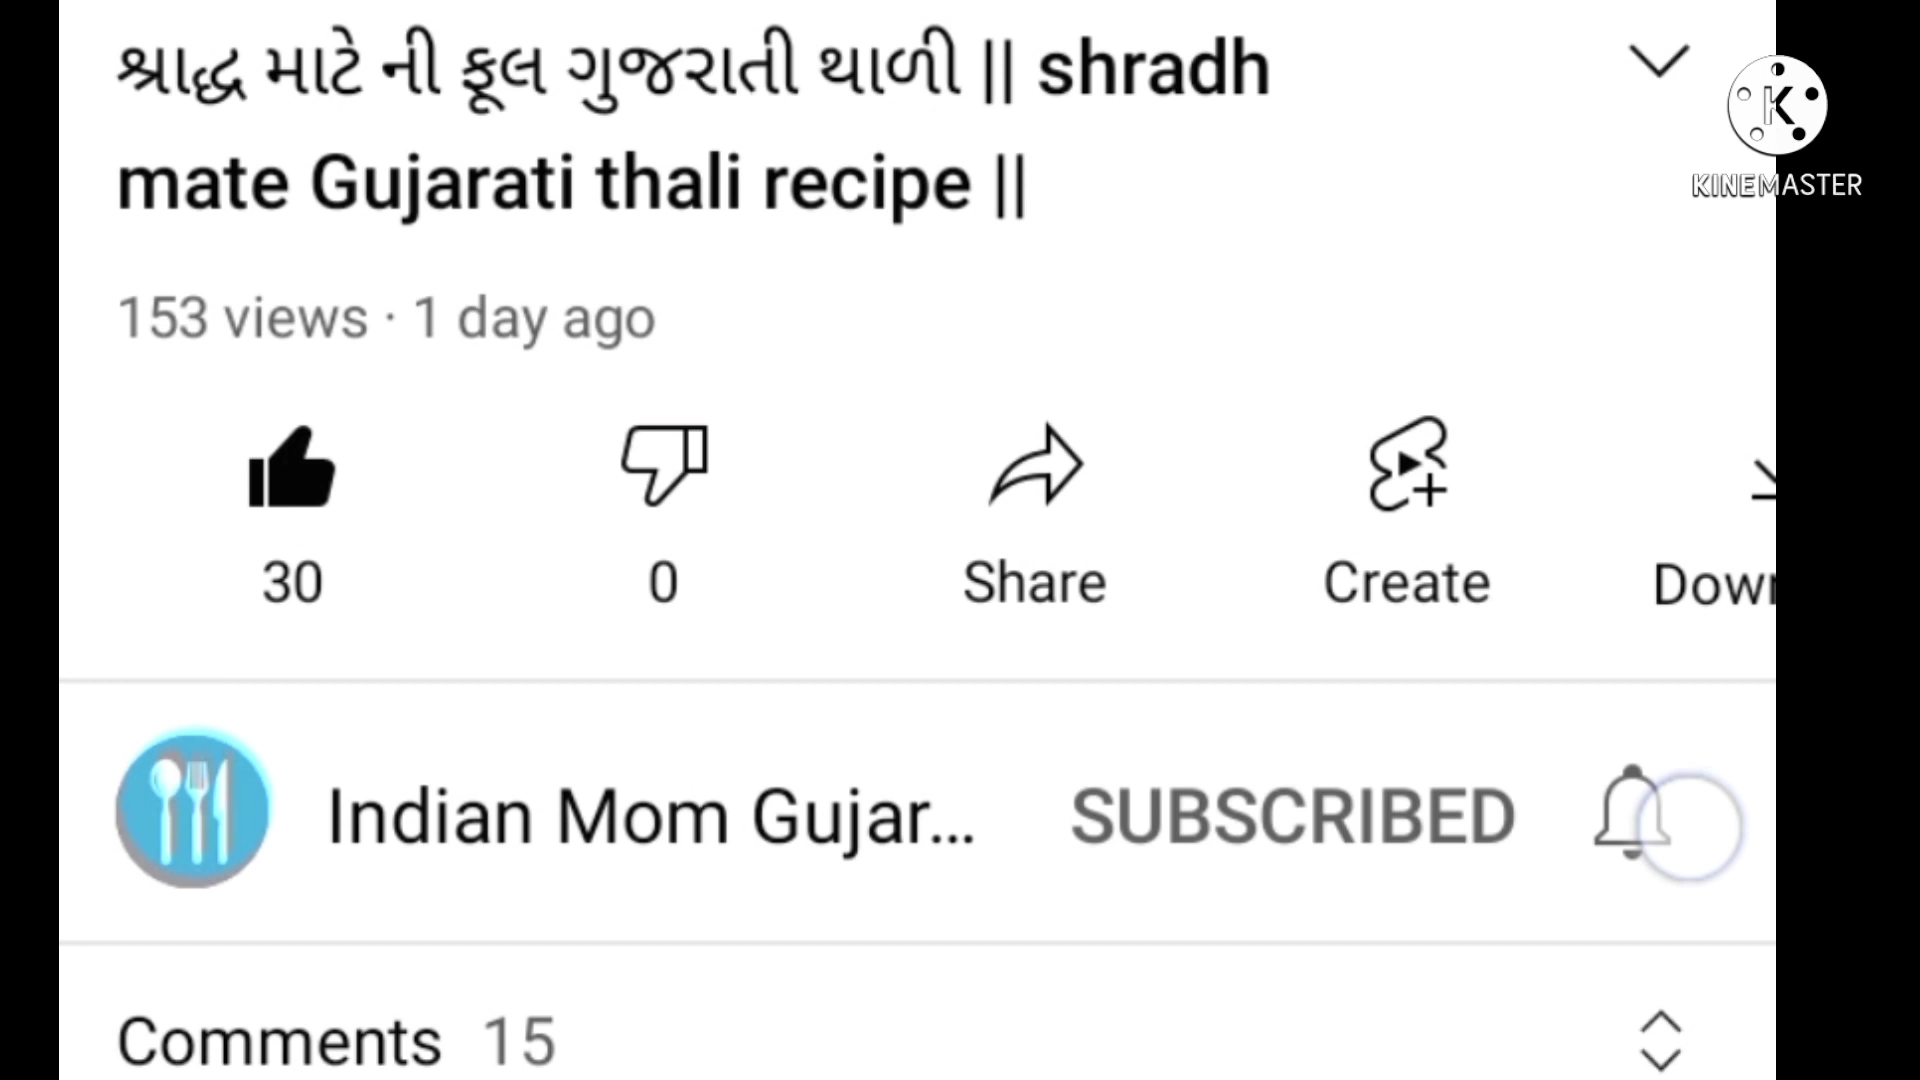 શ્રાદ્ધ માટે ની ફૂલ ગુજરાતી થાળી || shradh
mate Gujarati thali recipe ||
KINEMASTER
153 views · 1 day ago
30
0
Share
Create
Down
Indian Mom Gujar...
SUBSCRIBED
Comments 15